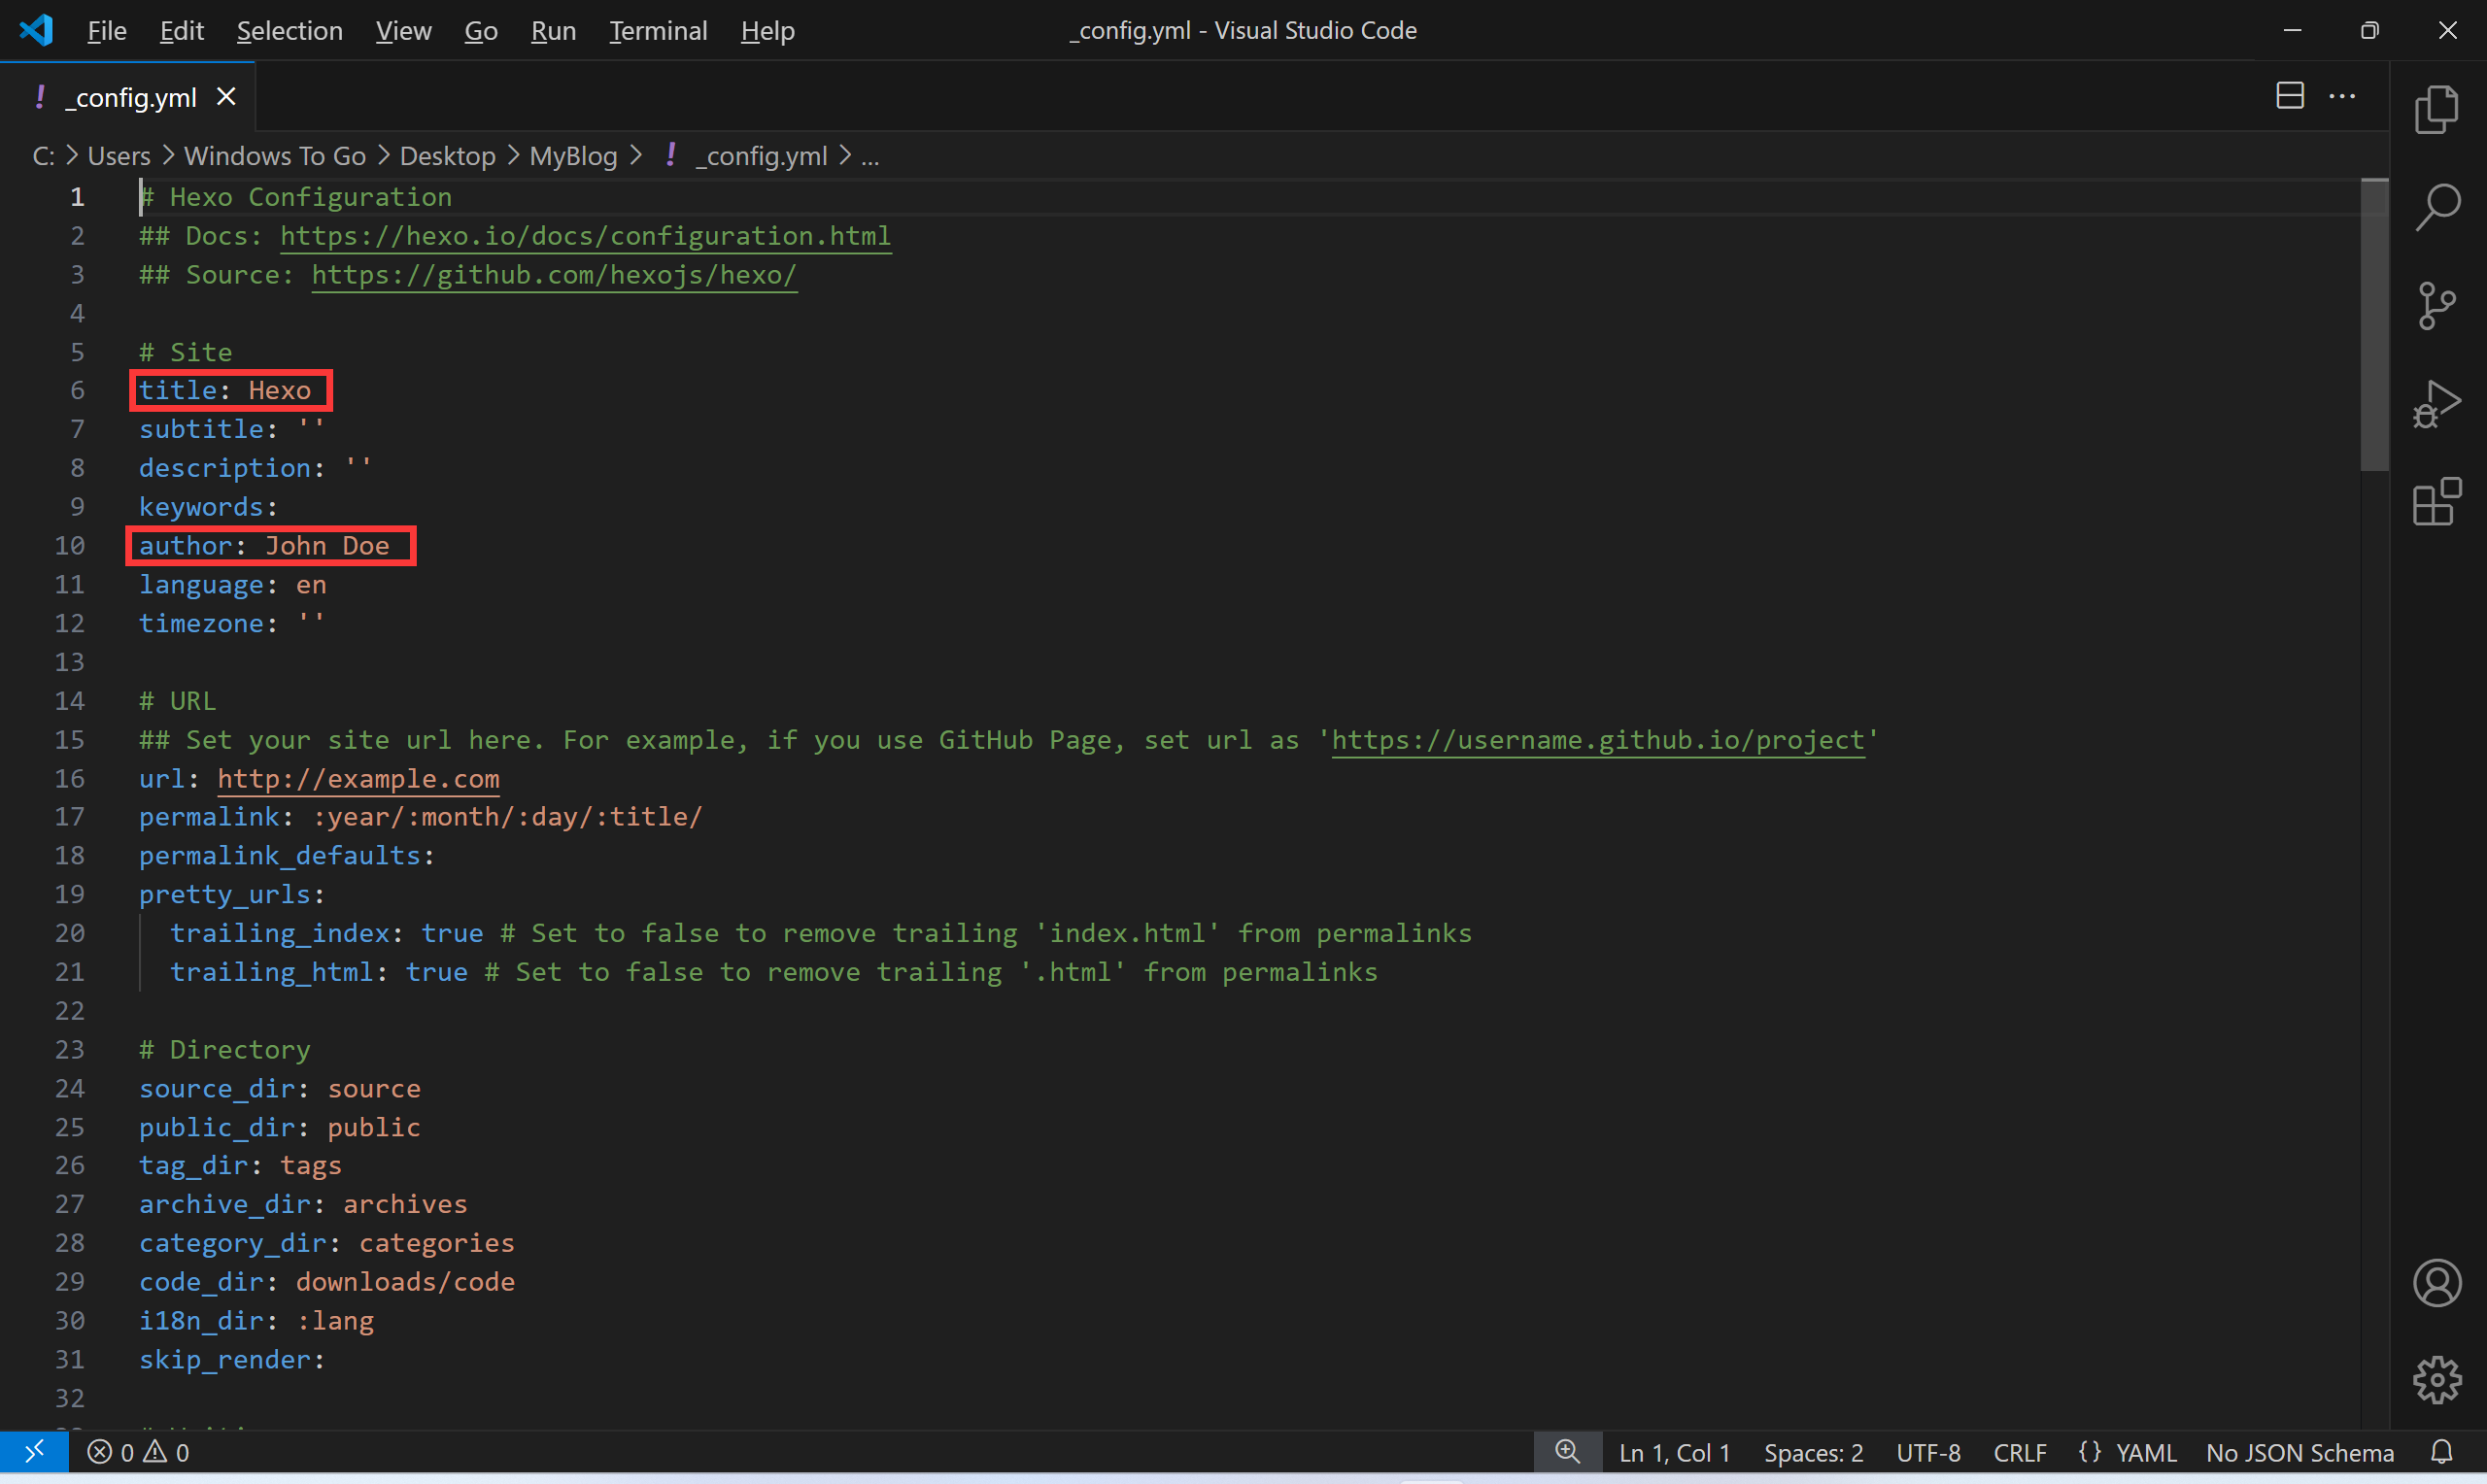 File Edit Selection View Go Run Terminal Help _config.yml - Visual Studio Code
_config.yml
C: > Users > Windows To Go > Desktop > MyBlog > ! _config.yml > ...
1 # Hexo Configuration
2 ## Docs: https://hexo.io/docs/configuration.html
3 ## Source: https://github.com/hexojs/hexo/
4
5 # Site
6 title: Hexo
7 subtitle: ''
8 description: ''
9 keywords:
10 author: John Doe
11 language: en
12 timezone: ''
13
14 # URL
15 ## Set your site url here. For example, if you use GitHub Page, set url as 'https://username.github.io/project'
16 url: http://example.com
17 permalink: :year/:month/:day/:title/
18 permalink_defaults:
19 pretty_urls:
20 trailing_index: true # Set to false to remove trailing 'index.html' from permalinks
21 trailing_html: true # Set to false to remove trailing '.html' from permalinks
22
23 # Directory
24 source_dir: source
25 public_dir: public
26 tag_dir: tags
27 archive_dir: archives
28 category_dir: categories
29 code_dir: downloads/code
30 i18n_dir: :lang
31 skip_render:
32
0 0 Ln 1, Col 1 Spaces: 2 UTF-8 CRLF {} YAML No JSON Schema